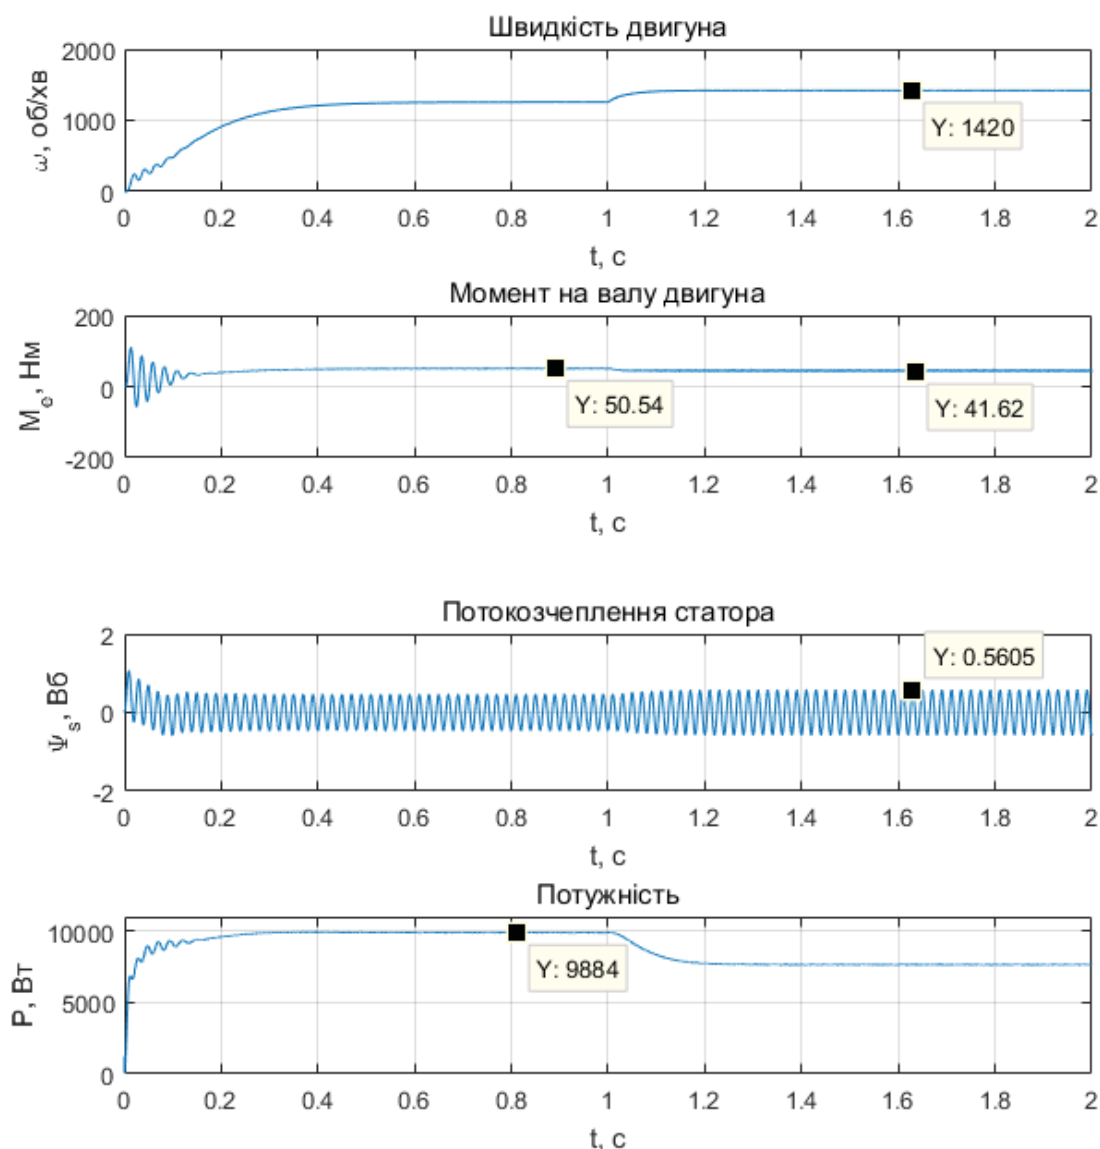 Швидкість двигуна
ω, об/хв
2000
1000
0
Y: 1420
0 0.2 0.4 0.6 0.8 1 1.2 1.4 1.6 1.8 2
t, с
Момент на валу двигуна
Me, Нм
200
0
-200
Y: 50.54
Y: 41.62
0 0.2 0.4 0.6 0.8 1 1.2 1.4 1.6 1.8 2
t, с
Потокозчеплення статора
Ψs, Вб
2
0
-2
Y: 0.5605
0 0.2 0.4 0.6 0.8 1 1.2 1.4 1.6 1.8 2
t, с
Потужність
P, Вт
10000
5000
0
Y: 9884
0 0.2 0.4 0.6 0.8 1 1.2 1.4 1.6 1.8 2
t, с